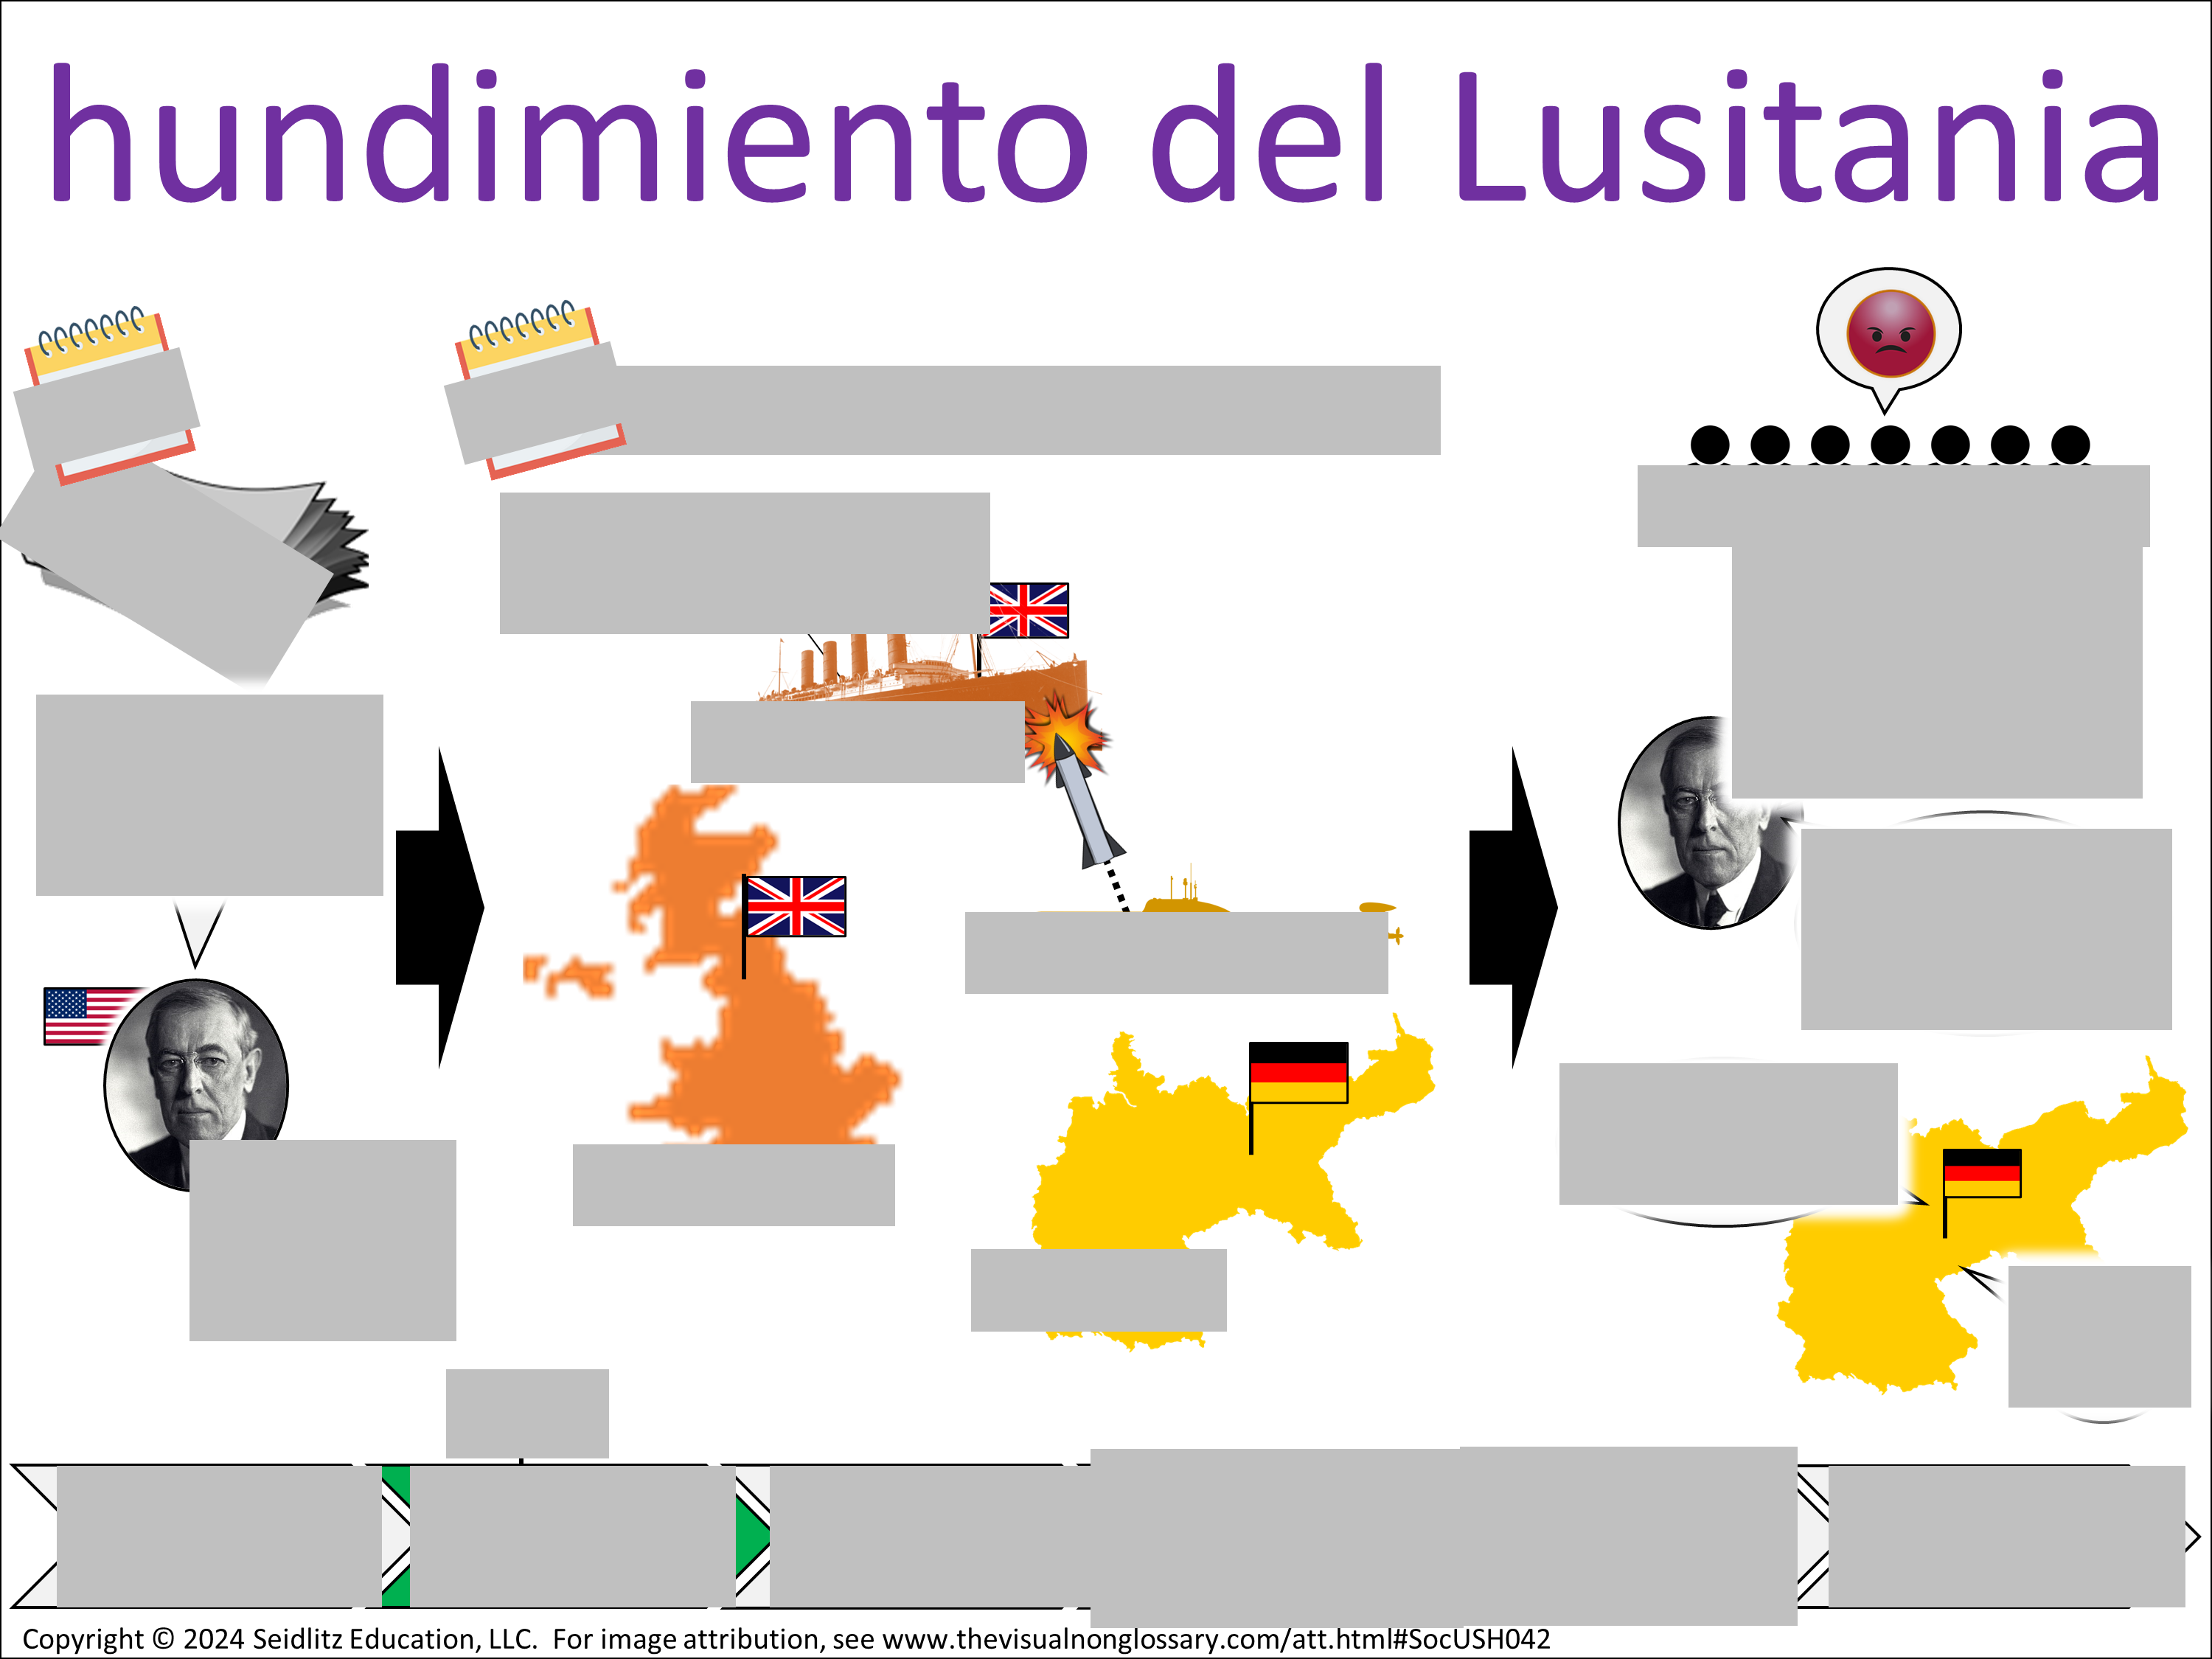 hundimiento del Lusitania
Copyright © 2024 Seidlitz Education, LLC.  For image attribution, see www.thevisualnonglossary.com/att.html#SocUSH042